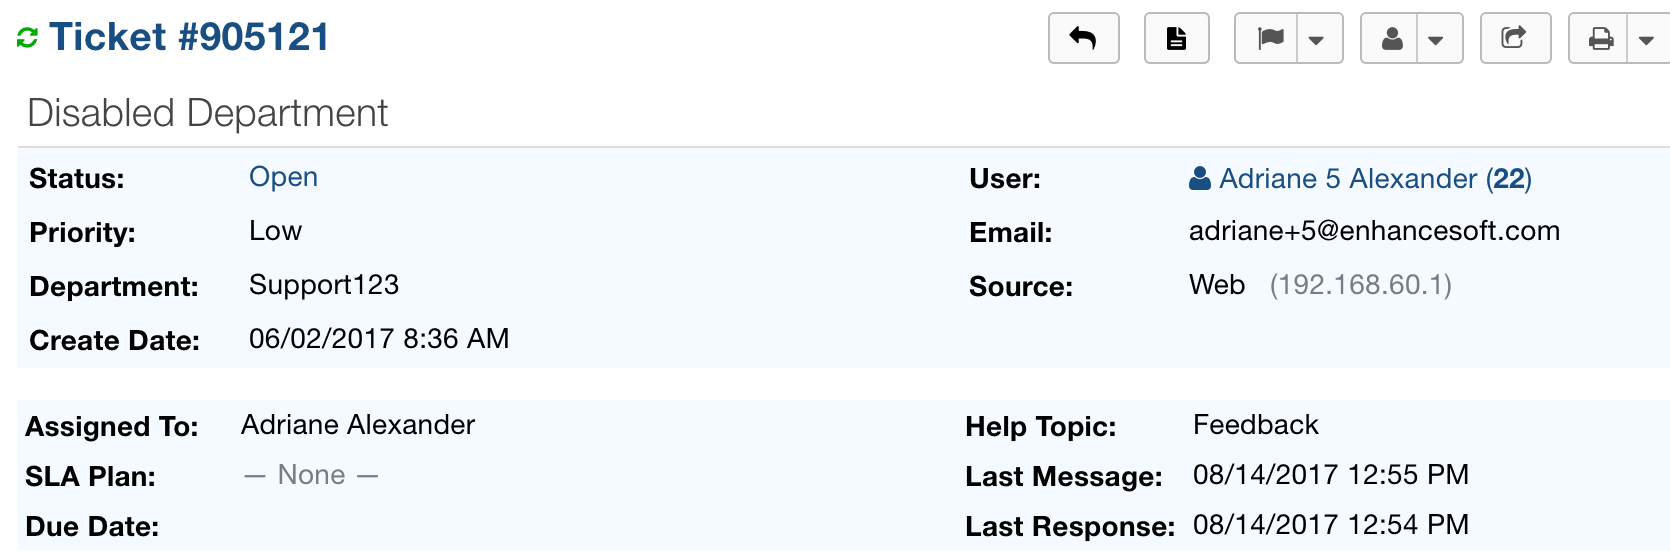 Ticket #905121
Disabled Department
Status: Open
User: Adriane 5 Alexander (22)
Priority: Low
Email: adriane+5@enhancesoft.com
Department: Support123
Source: Web (192.168.60.1)
Create Date: 06/02/2017 8:36 AM
Assigned To: Adriane Alexander
Help Topic: Feedback
SLA Plan: — None —
Last Message: 08/14/2017 12:55 PM
Due Date:
Last Response: 08/14/2017 12:54 PM